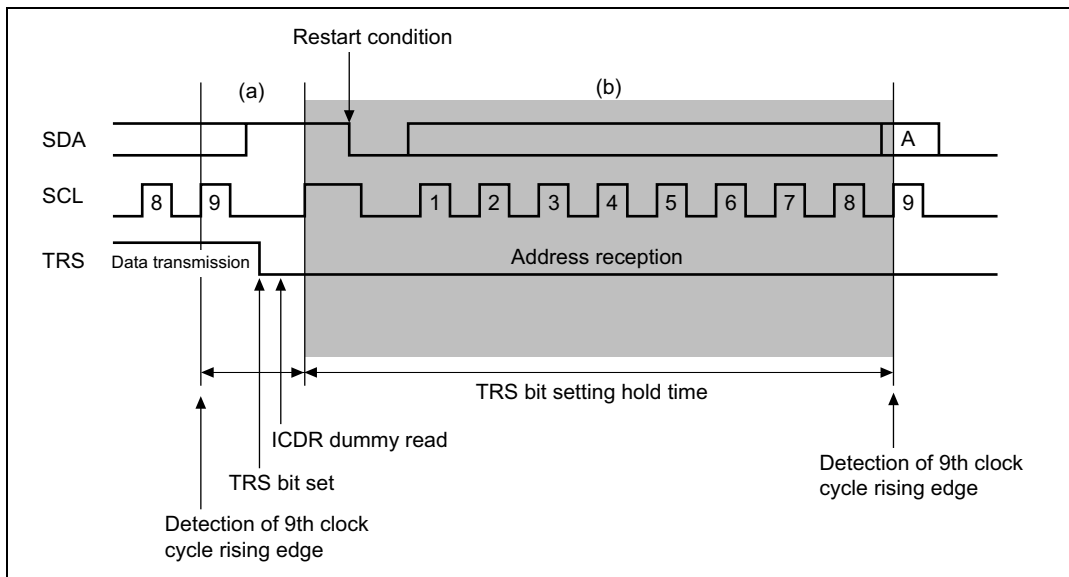 Restart condition
(a)
(b)
SDA
A
SCL
8
9
1
2
3
4
5
6
7
8
9
TRS
Data transmission
Address reception
TRS bit setting hold time
ICDR dummy read
TRS bit set
Detection of 9th clock
cycle rising edge
Detection of 9th clock
cycle rising edge